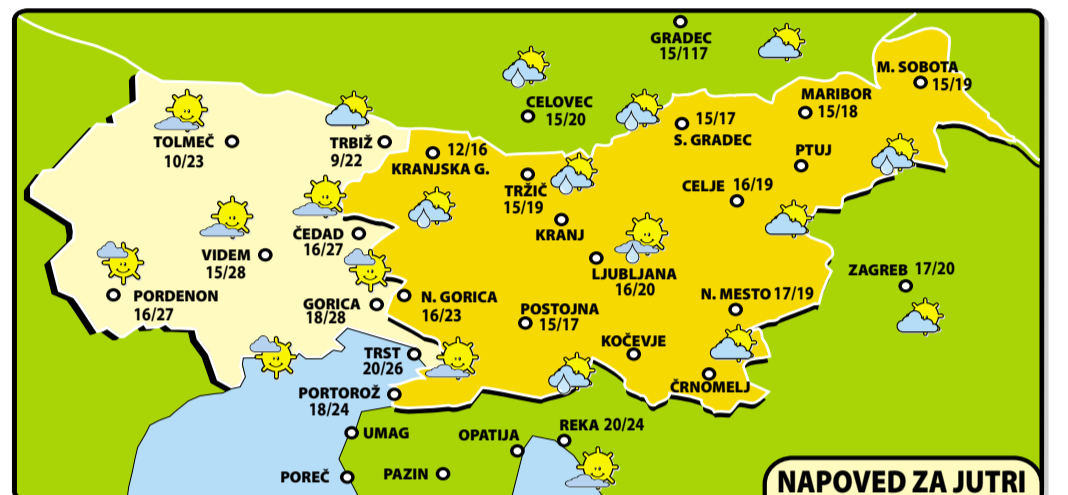 GRADEC
15/117
M. SOBOTA
15/19
CELOVEC
15/20
MARIBOR
15/18
15/17
S. GRADEC
TOLMEČ
10/23
TRBIŽ
9/22
12/16
KRANJSKA G.
PTUJ
TRŽIČ
15/19
CELJE 16/19
KRANJ
ČEDAD
16/27
VIDEM
15/28
LJUBLJANA
16/20
ZAGREB 17/20
PORDENON
16/27
GORICA
18/28
N. GORICA
16/23
POSTOJNA
15/17
N. MESTO 17/19
KOČEVJE
TRST
20/26
ČRNOMELJ
PORTOROŽ
18/24
UMAG
OPATIJA
REKA 20/24
POREČ
PAZIN
NAPOVED ZA JUTRI